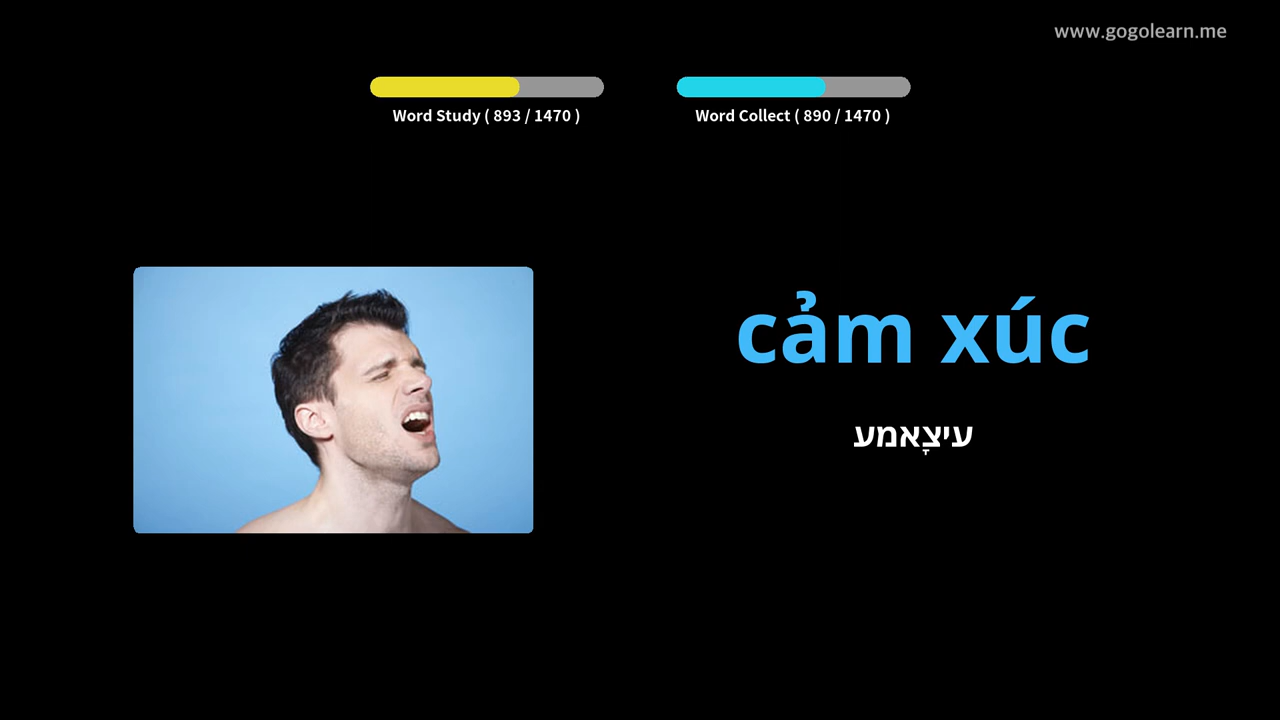 www.gogolearn.me
Word Study ( 893 / 1470 )
Word Collect ( 890 / 1470 )
cảm xúc
עיצָאמע